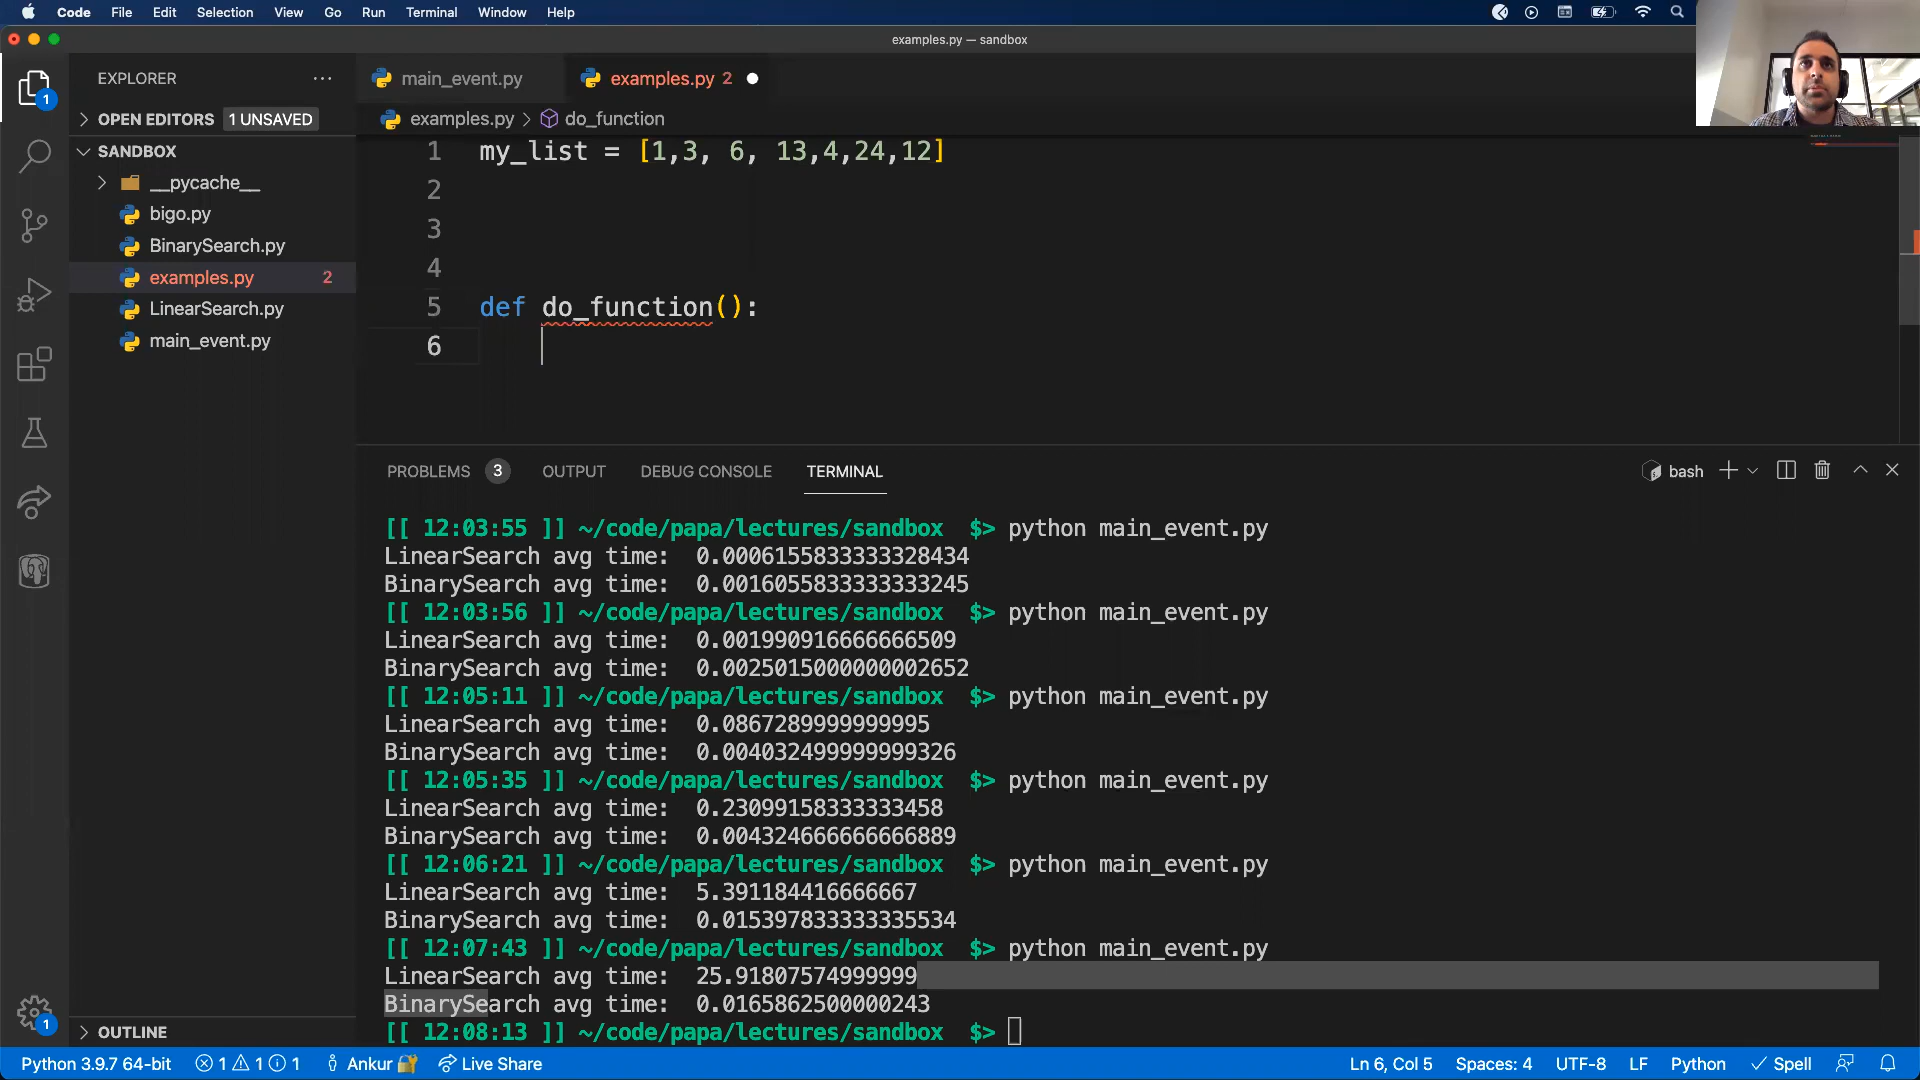 Code File Edit Selection View Go Run Terminal Window Help
examples.py — sandbox
EXPLORER
main_event.py
examples.py 2
OPEN EDITORS 1 UNSAVED
examples.py > do_function
SANDBOX
__pycache__
bigo.py
BinarySearch.py
examples.py 2
LinearSearch.py
main_event.py
1 my_list = [1,3, 6, 13,4,24,12]
2
3
4
5 def do_function():
6
PROBLEMS 3 OUTPUT DEBUG CONSOLE TERMINAL
bash
[[ 12:03:55 ]] ~/code/papa/lectures/sandbox $> python main_event.py
LinearSearch avg time: 0.0006155833333328434
BinarySearch avg time: 0.0016055833333333245
[[ 12:03:56 ]] ~/code/papa/lectures/sandbox $> python main_event.py
LinearSearch avg time: 0.001990916666666509
BinarySearch avg time: 0.0025015000000002652
[[ 12:05:11 ]] ~/code/papa/lectures/sandbox $> python main_event.py
LinearSearch avg time: 0.0867289999999995
BinarySearch avg time: 0.004032499999999326
[[ 12:05:35 ]] ~/code/papa/lectures/sandbox $> python main_event.py
LinearSearch avg time: 0.23099158333333458
BinarySearch avg time: 0.004324666666666889
[[ 12:06:21 ]] ~/code/papa/lectures/sandbox $> python main_event.py
LinearSearch avg time: 5.391184416666667
BinarySearch avg time: 0.015397833333335534
[[ 12:07:43 ]] ~/code/papa/lectures/sandbox $> python main_event.py
LinearSearch avg time: 25.91807574999999
BinarySearch avg time: 0.0165862500000243
[[ 12:08:13 ]] ~/code/papa/lectures/sandbox $>
1
1
OUTLINE
Python 3.9.7 64-bit 1 1 1 Ankur Live Share Ln 6, Col 5 Spaces: 4 UTF-8 LF Python Spell